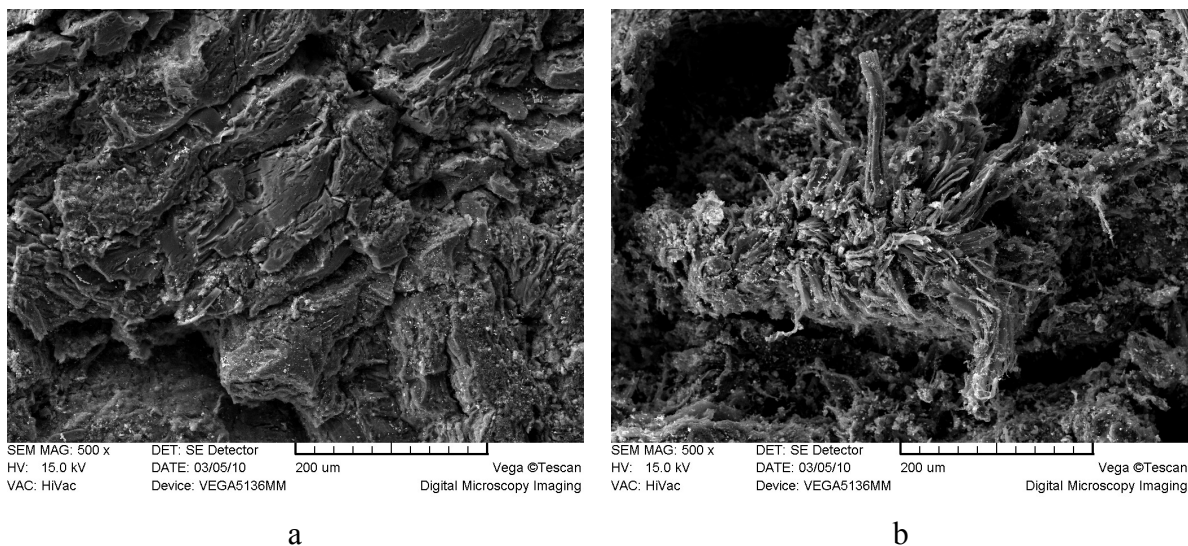 SEM MAG: 500 x DET: SE Detector
HV: 15.0 kV DATE: 03/05/10 200 um Vega ©Tescan
VAC: HiVac Device: VEGA5136MM Digital Microscopy Imaging
a
SEM MAG: 500 x DET: SE Detector
HV: 15.0 kV DATE: 03/05/10 200 um Vega ©Tescan
VAC: HiVac Device: VEGA5136MM Digital Microscopy Imaging
b